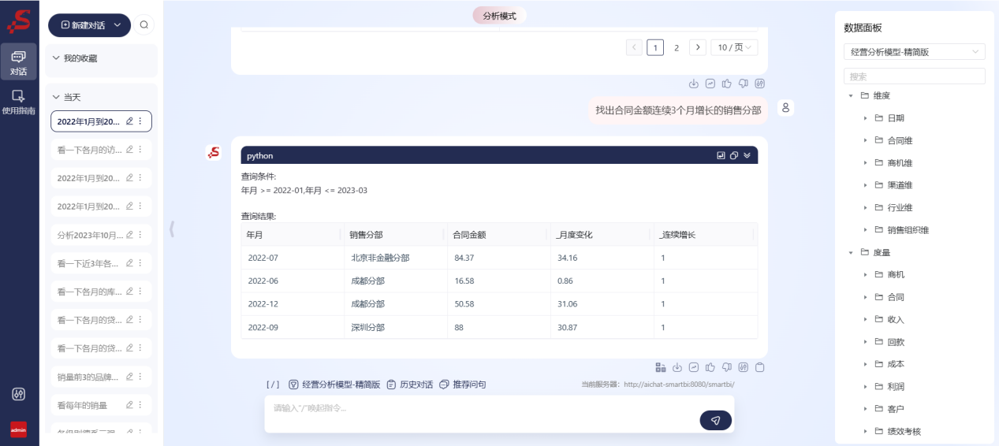 对话
使用指南
admin
新建对话
我的收藏
当天
2022年1月到20...
看一下各月的访...
2022年1月到20...
2022年1月到20...
分析2023年10月...
看一下近3年各...
看一下各月的库...
看一下各月的贷...
看一下各月的贷...
销量前3的品牌...
看每年的销量
分析模式
1 2 10 / 页
找出合同金额连续3个月增长的销售分部
python
查询条件:
年月 >= 2022-01,年月 <= 2023-03
查询结果:
年月 销售分部 合同金额 _月度变化 _连续增长
2022-07 北京非金融分部 84.37 34.16 1
2022-06 成都分部 16.58 0.86 1
2022-12 成都分部 50.58 31.06 1
2022-09 深圳分部 88 30.87 1
[/] 经营分析模型-精简版 历史对话 推荐问句
当前服务器: http://aichat-smartbi:8080/smartbi/
请输入"/"唤起指令...
数据面板
经营分析模型-精简版
搜索
维度
日期
合同维
商机维
渠道维
行业维
销售组织维
度量
商机
合同
收入
回款
成本
利润
客户
绩效考核